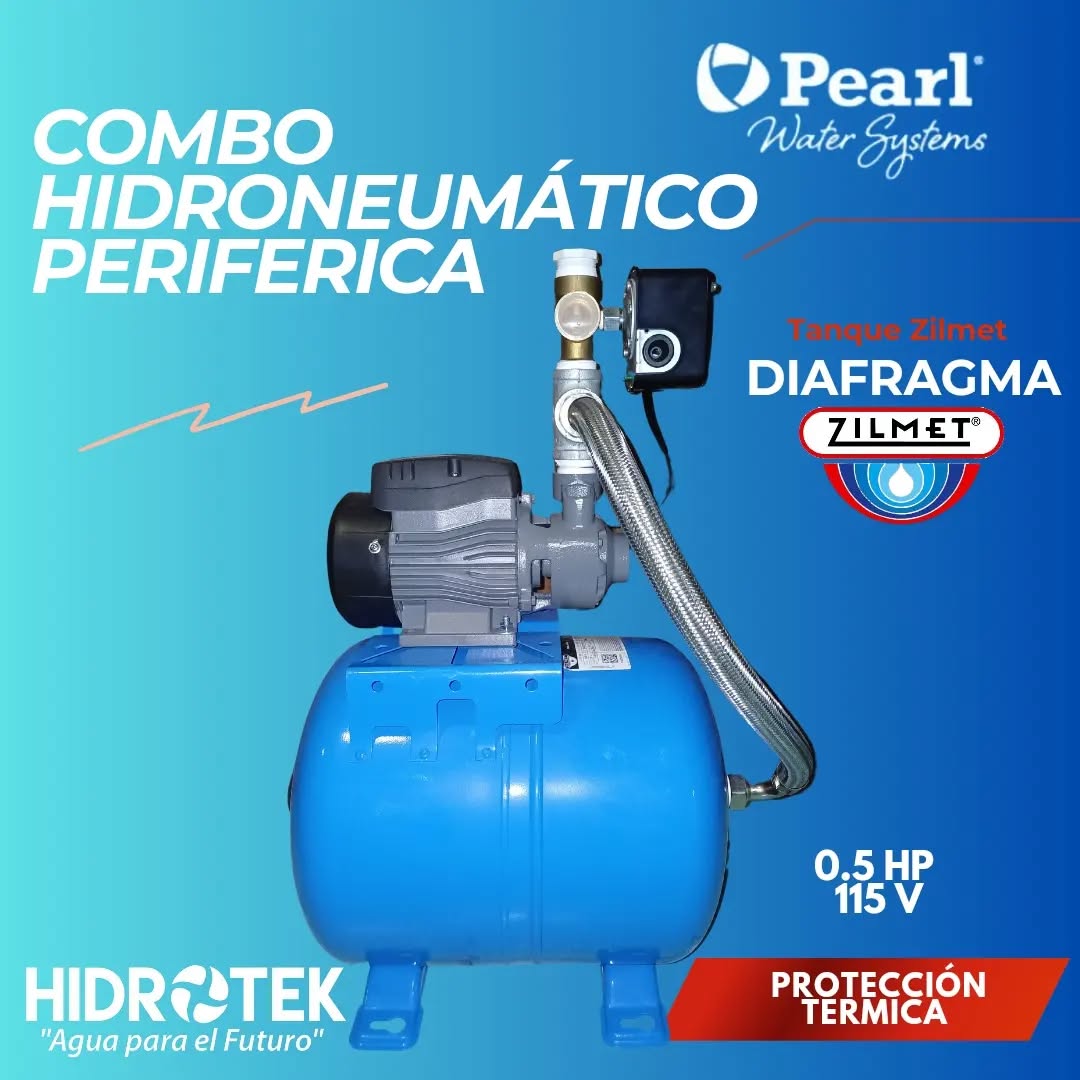 Pearl®
Water Systems
COMBO
HIDRONEUMÁTICO
PERIFERICA
Tanque Zilmet
DIAFRAGMA
ZILMET®
0.5 HP
115 V
HIDROTEK
"Agua para el Futuro"
PROTECCIÓN
TERMICA